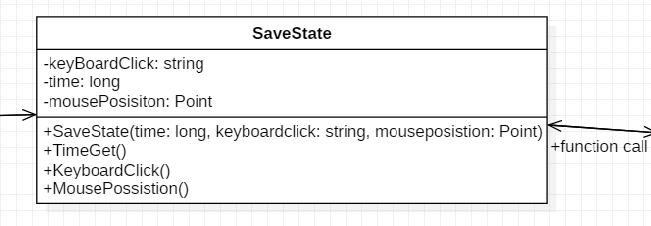 SaveState
-keyBoardClick: string
-time: long
-mousePosisiton: Point
+SaveState(time: long, keyboardclick: string, mouseposistion: Point)
+TimeGet()
+KeyboardClick()
+MousePossistion()
+function call